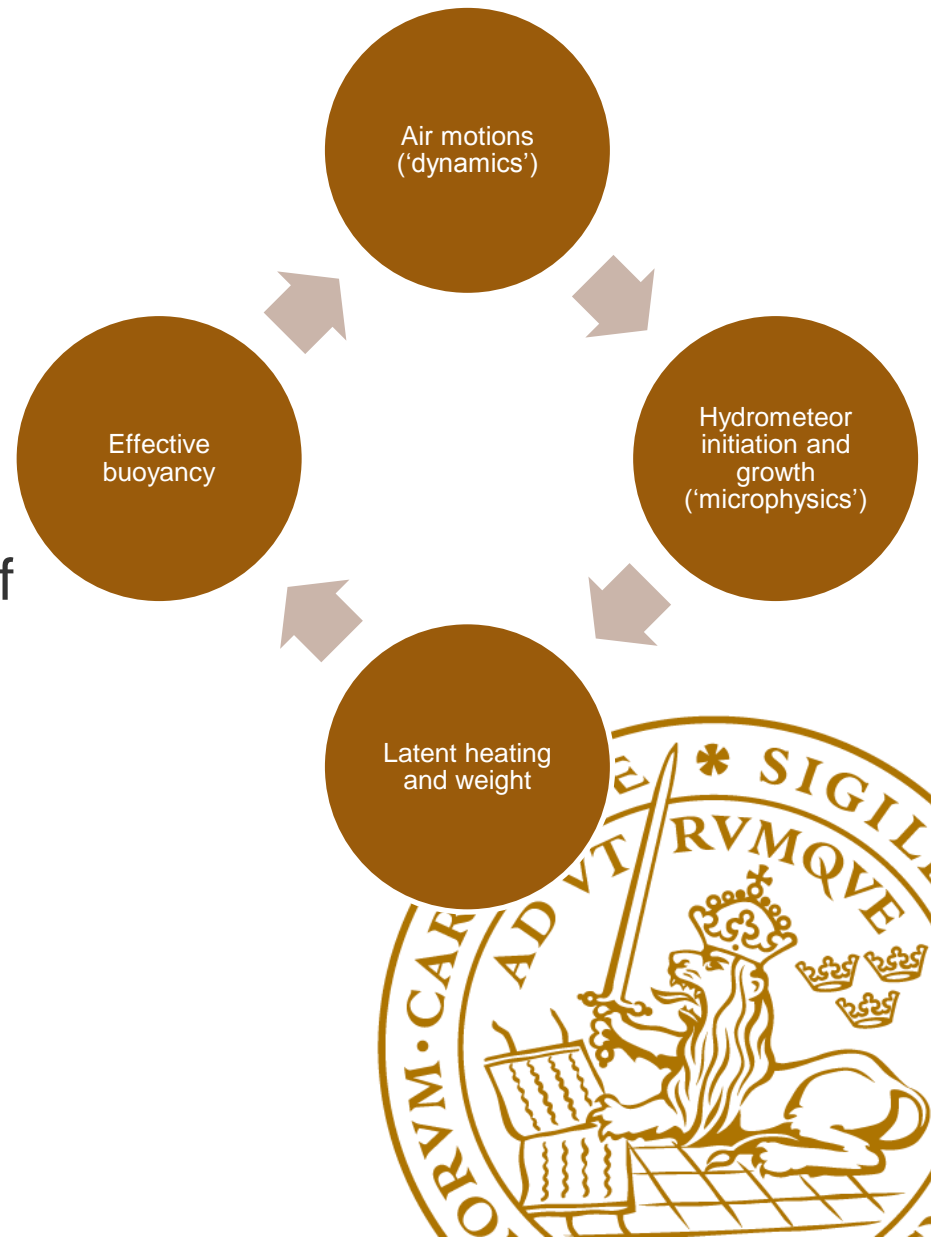 Air motions
(‘dynamics’)
Hydrometeor
initiation and
growth
(‘microphysics’)
Effective
buoyancy
f
Latent heating
and weight
SIGIL
RVMQVE
AD VT
ORVM·CAR